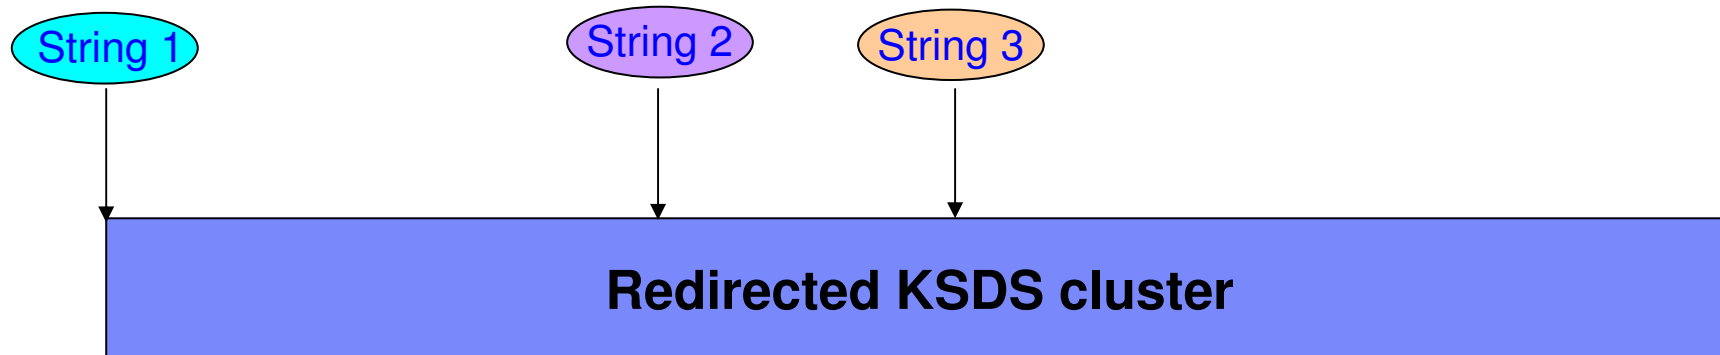 String 1
String 2
String 3
Redirected KSDS cluster